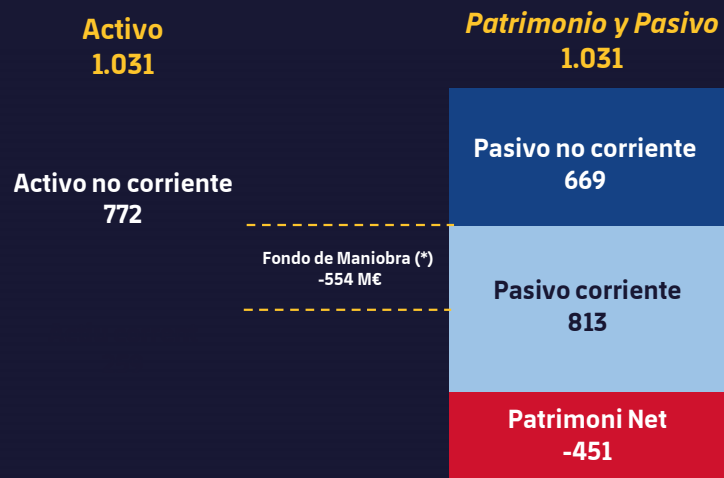 Activo
1.031
Activo no corriente
772
Fondo de Maniobra (*)
-554 M€
Patrimonio y Pasivo
1.031
Pasivo no corriente
669
Pasivo corriente
813
Patrimoni Net
-451